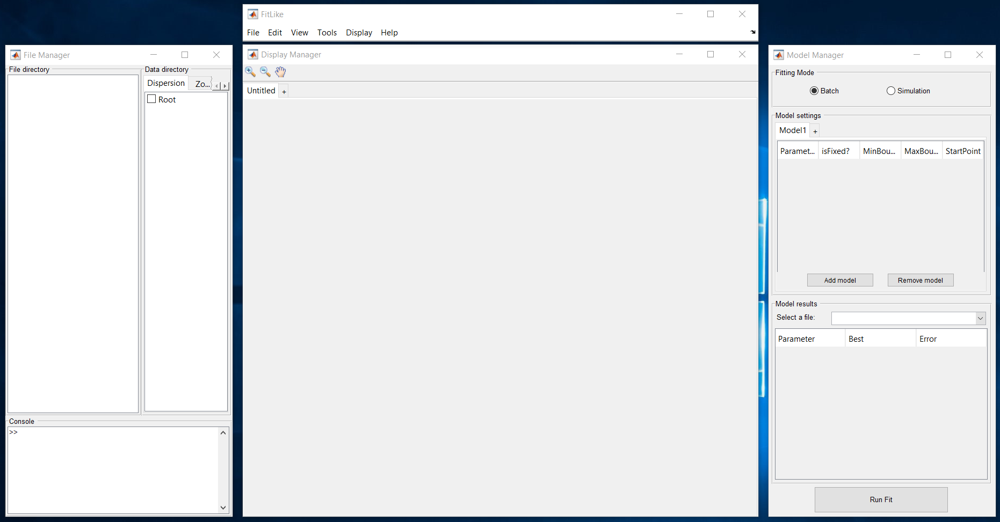 FitLike
File Edit View Tools Display Help
File Manager
File directory
Data directory
Dispersion Zo...
Root
Console
>>
Display Manager
Untitled +
Model Manager
Fitting Mode
Batch Simulation
Model settings
Model1 +
Paramet... isFixed? MinBou... MaxBou... StartPoint
Add model Remove model
Model results
Select a file:
Parameter Best Error
Run Fit